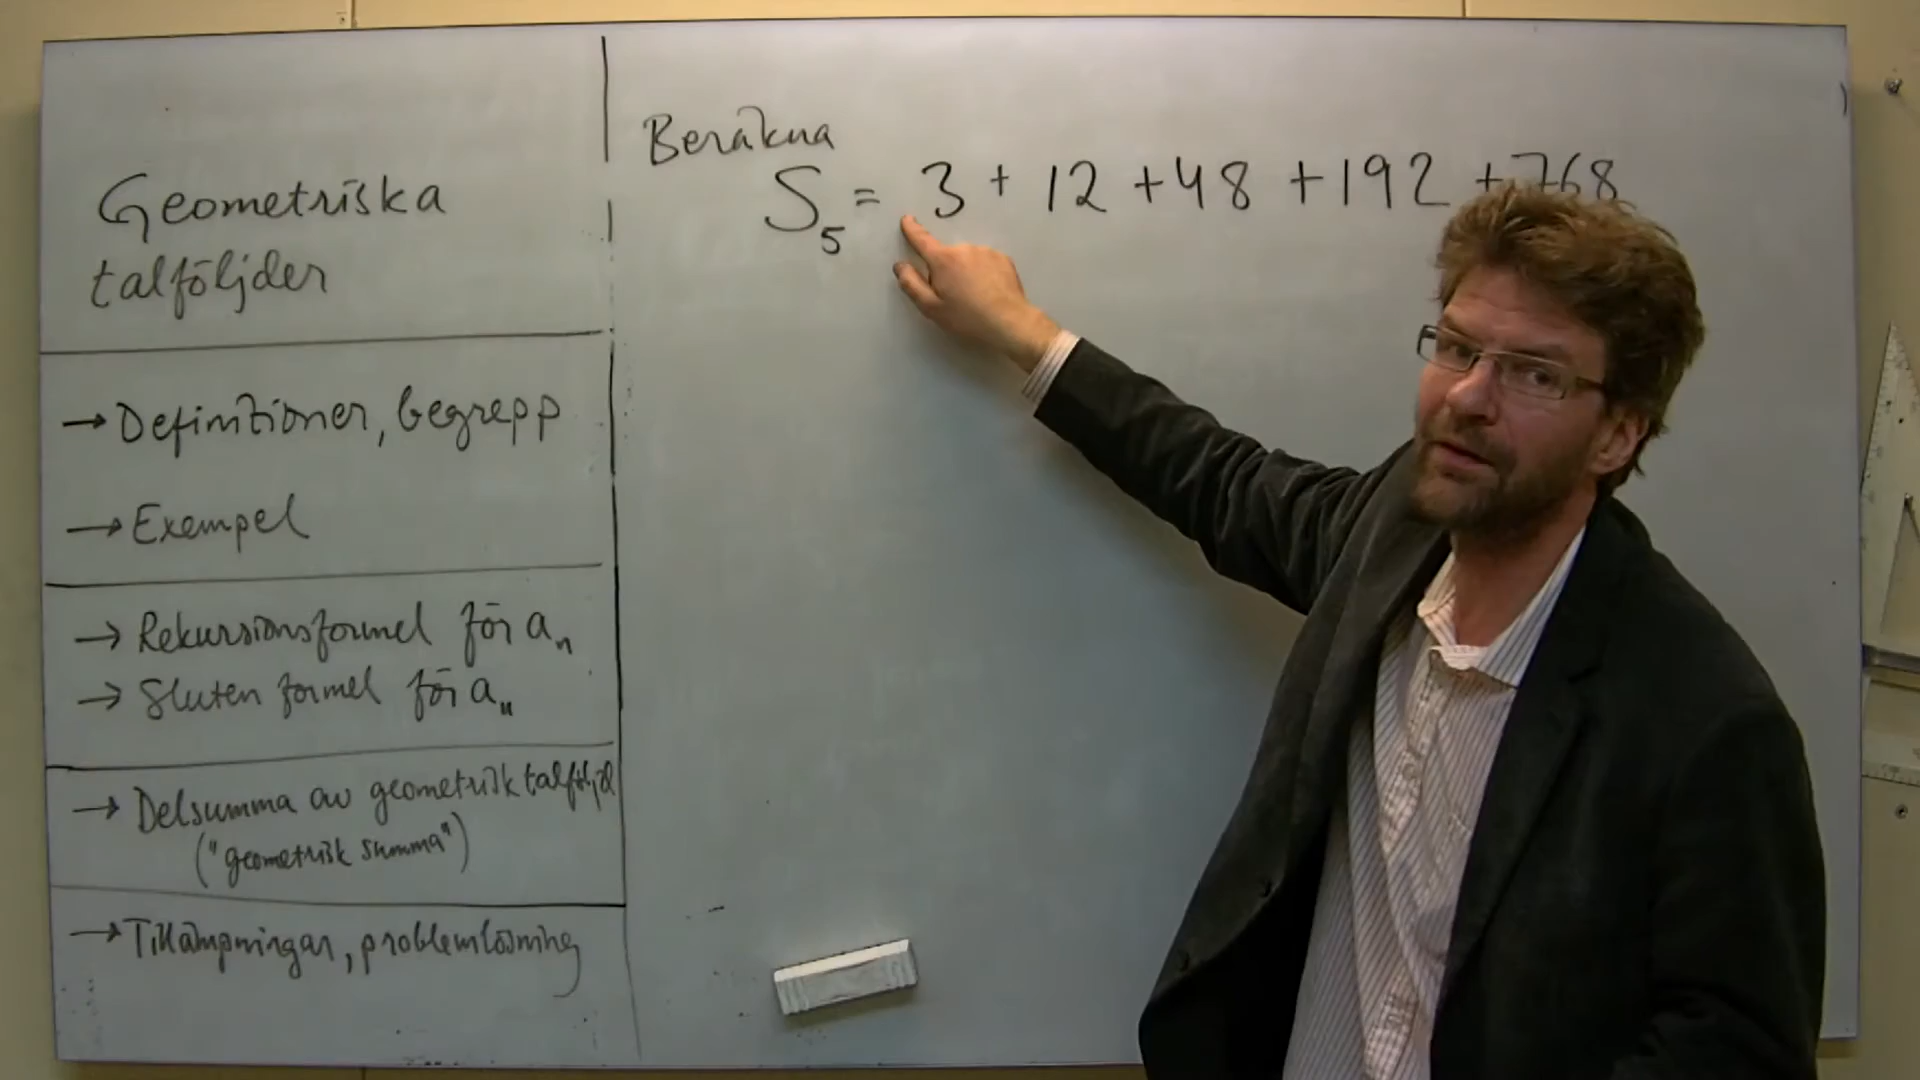 Geometriska
talföljder
→ Definitioner, begrepp
→ Exempel
→ Rekursionsformel för aₙ
→ Sluten formel för aₙ
→ Delsumma av geometrisk talföljd
("geometrisk summa")
→ Tillämpningar, problemlösning
Beräkna
S₅ = 3 + 12 + 48 + 192 + 768